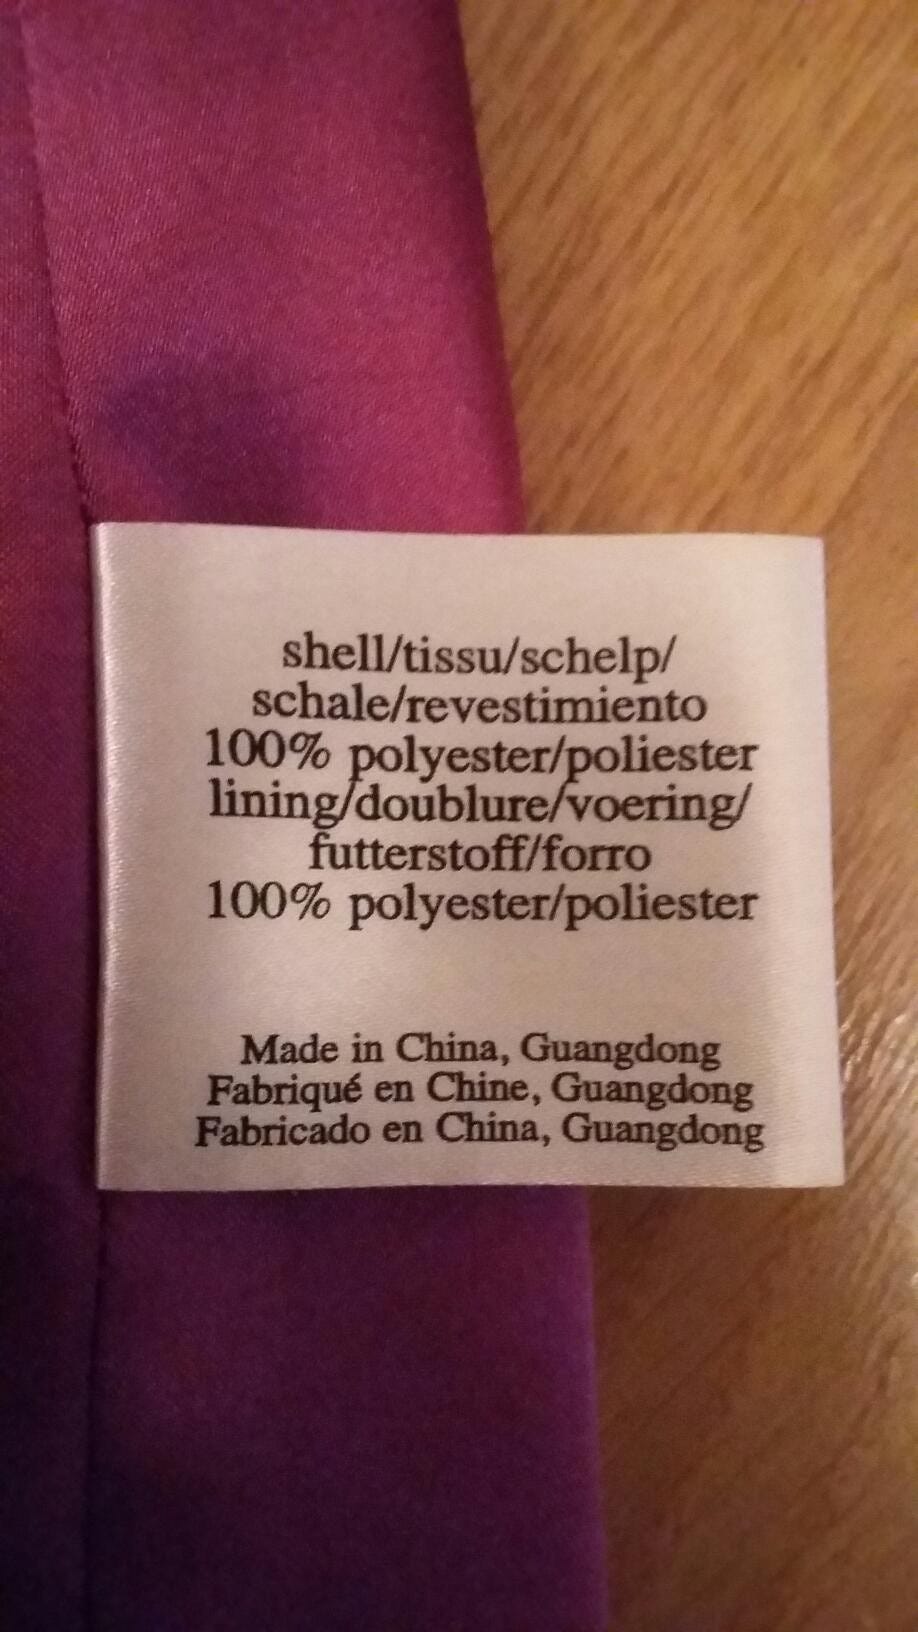 shell/tissu/schelp/
schale/revestimiento
100% polyester/poliester
lining/doublure/voering/
futterstoff/forro
100% polyester/poliester
Made in China, Guangdong
Fabriqué en Chine, Guangdong
Fabricado en China, Guangdong